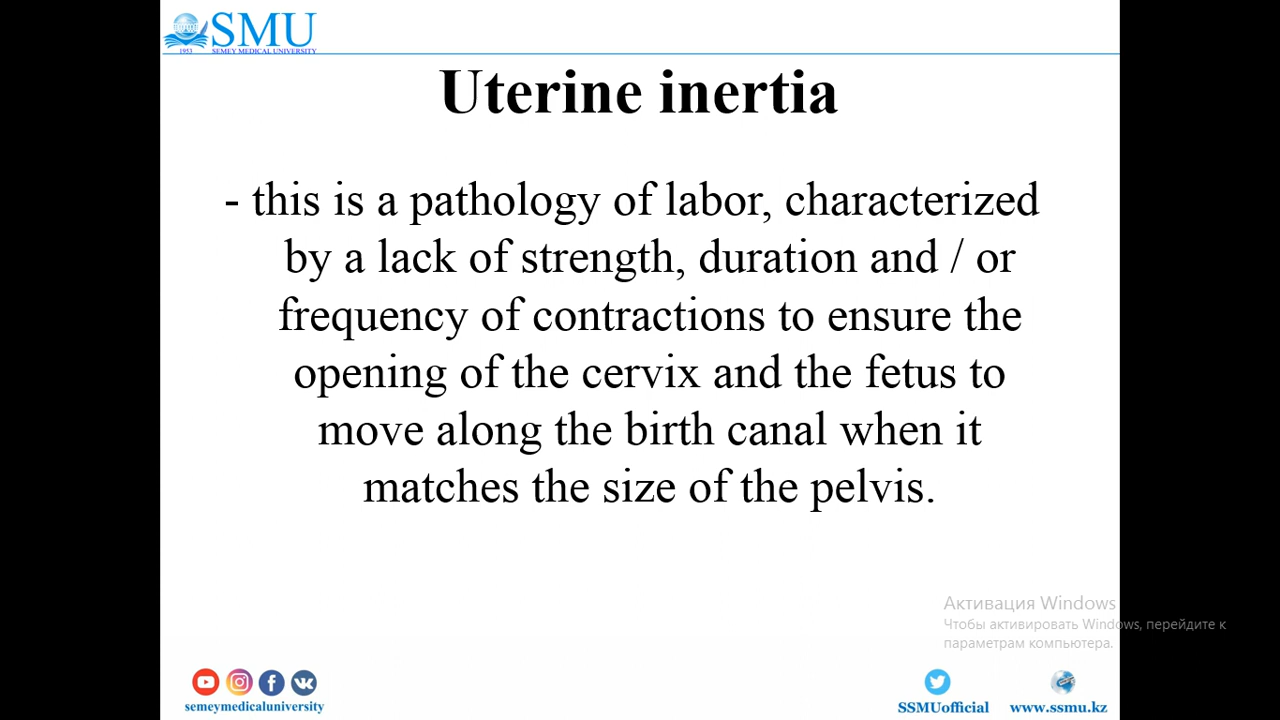 SMU
1953 SEMEY MEDICAL UNIVERSITY
Uterine inertia
- this is a pathology of labor, characterized
by a lack of strength, duration and / or
frequency of contractions to ensure the
opening of the cervix and the fetus to
move along the birth canal when it
matches the size of the pelvis.
Активация Windows
Чтобы активировать Windows, перейдите к
параметрам компьютера.
semeymedicaluniversity
SSMUofficial
www.ssmu.kz